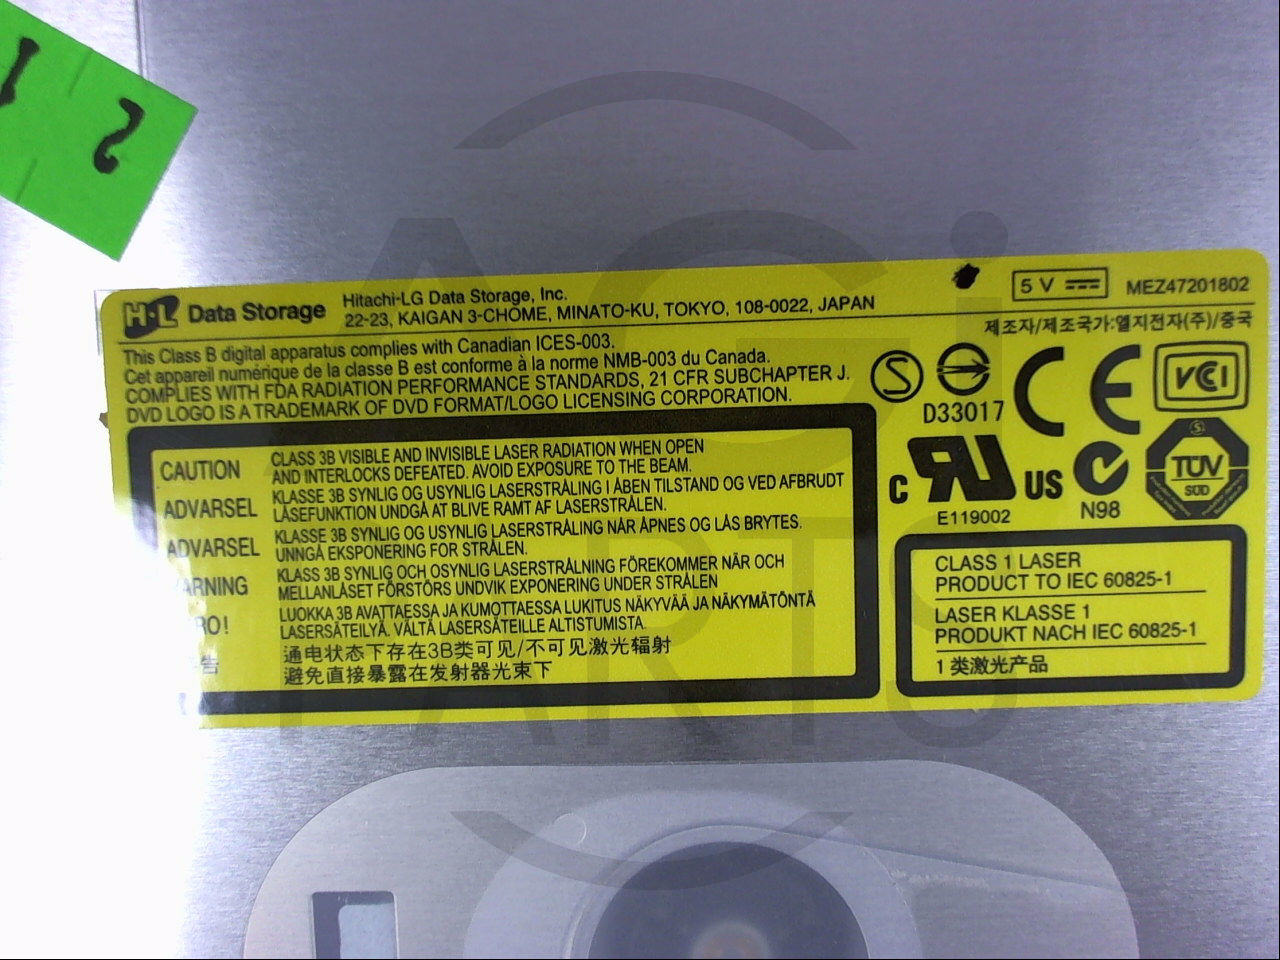 1 2
H·L Data Storage
Hitachi-LG Data Storage, Inc.
22-23, KAIGAN 3-CHOME, MINATO-KU, TOKYO, 108-0022, JAPAN
5 V
MEZ47201802
제조자/제조국가:엘지전자(주)/중국
This Class B digital apparatus complies with Canadian ICES-003.
Cet appareil numérique de la classe B est conforme à la norme NMB-003 du Canada.
COMPLIES WITH FDA RADIATION PERFORMANCE STANDARDS, 21 CFR SUBCHAPTER J.
DVD LOGO IS A TRADEMARK OF DVD FORMAT/LOGO LICENSING CORPORATION.
S
D33017
CE
VCCI
c RU US
E119002
N98
TÜV
SÜD
CAUTION CLASS 3B VISIBLE AND INVISIBLE LASER RADIATION WHEN OPEN
AND INTERLOCKS DEFEATED. AVOID EXPOSURE TO THE BEAM.
ADVARSEL KLASSE 3B SYNLIG OG USYNLIG LASERSTRÅLING I ÅBEN TILSTAND OG VED AFBRUDT
LÅSEFUNKTION UNDGÅ AT BLIVE RAMT AF LASERSTRÅLEN.
ADVARSEL KLASSE 3B SYNLIG OG USYNLIG LASERSTRÅLING NÅR ÅPNES OG LÅS BRYTES.
UNNGÅ EKSPONERING FOR STRÅLEN.
ARNING KLASS 3B SYNLIG OCH OSYNLIG LASERSTRÅLNING FÖREKOMMER NÄR OCH
MELLANLÅSET FÖRSTÖRS UNDVIK EXPONERING UNDER STRÅLEN
RO! LUOKKA 3B AVATTAESSA JA KUMOTTAESSA LUKITUS NÄKYVÄÄ JA NÄKYMÄTÖNTÄ
LASERSÄTEILYÄ. VÄLTÄ LASERSÄTEILLE ALTISTUMISTA.
告 通电状态下存在3B类可见/不可见激光辐射
避免直接暴露在发射器光束下
CLASS 1 LASER
PRODUCT TO IEC 60825-1
LASER KLASSE 1
PRODUKT NACH IEC 60825-1
1 类激光产品
AGi
PARTS